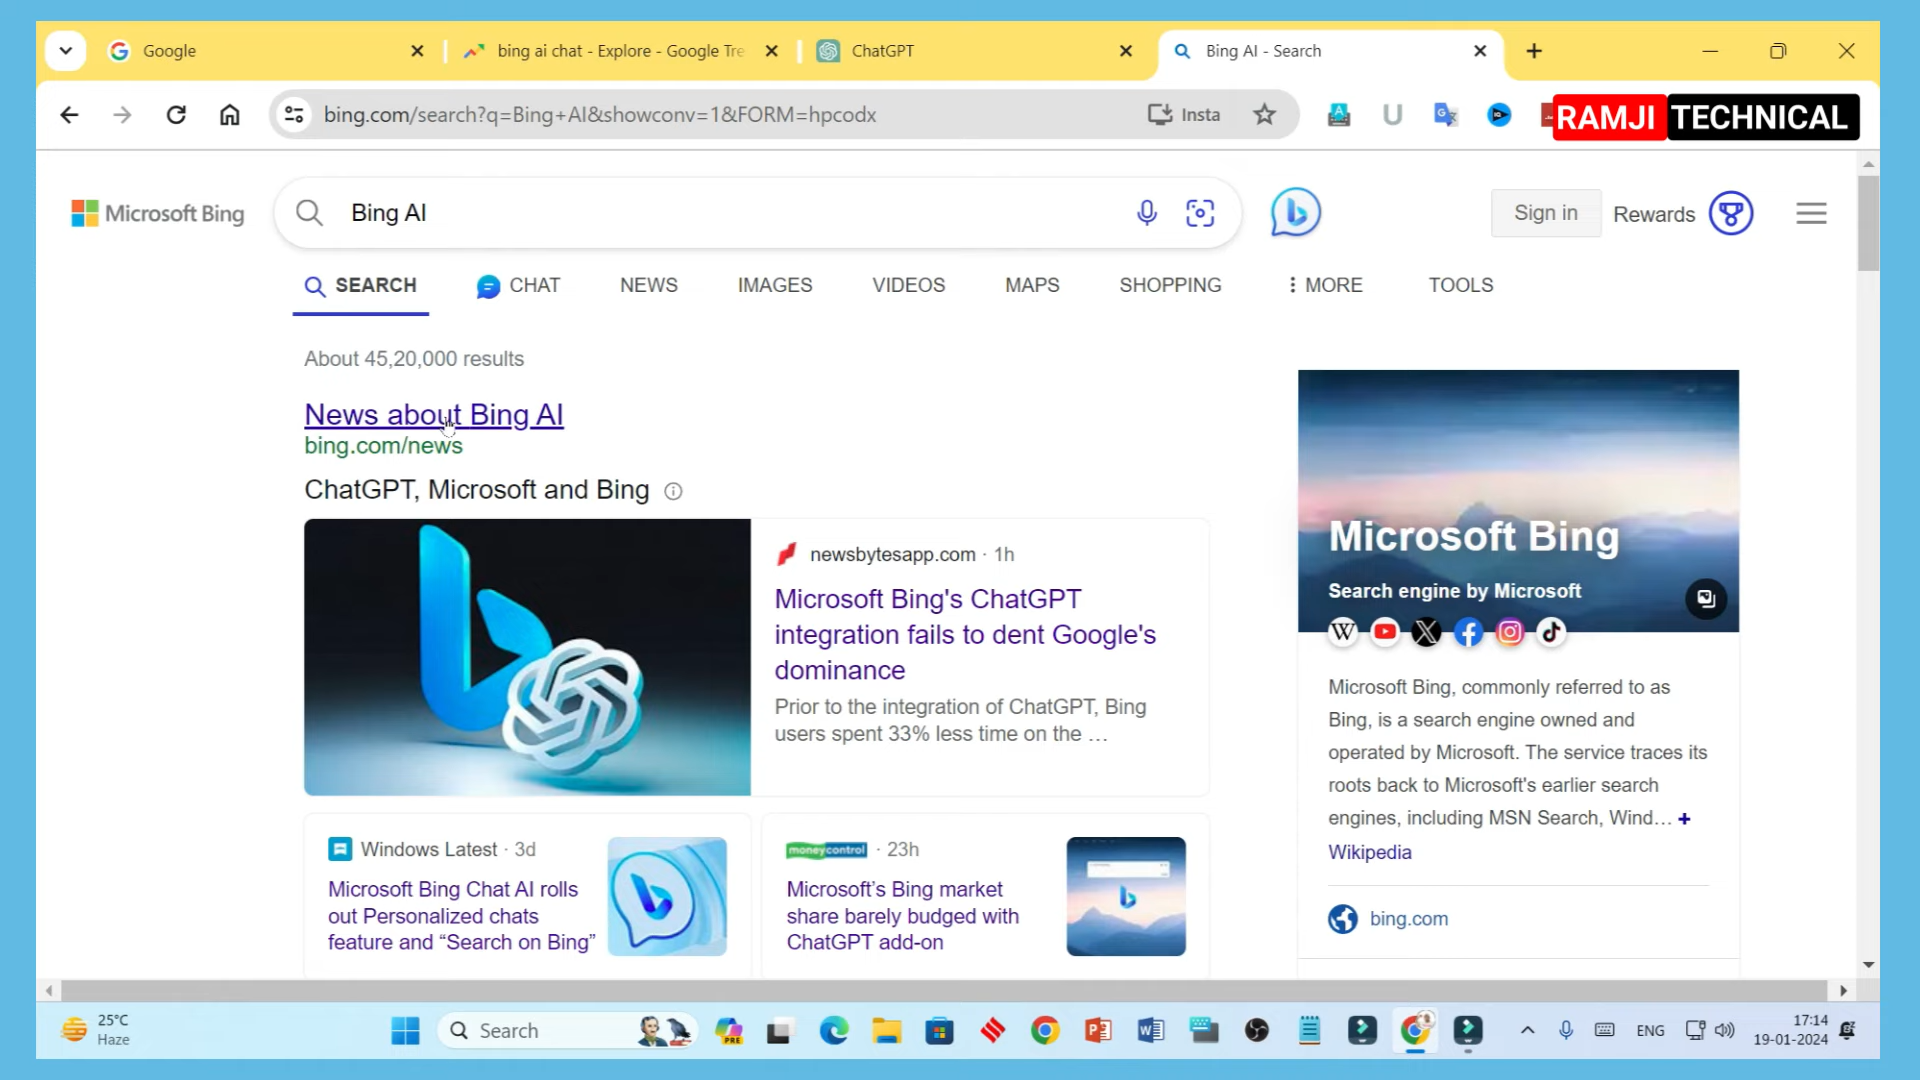 Google
bing ai chat - Explore - Google Tre
ChatGPT
Bing AI - Search
bing.com/search?q=Bing+AI&showconv=1&FORM=hpcodx
Insta
RAMJI TECHNICAL
Microsoft Bing
Bing AI
Sign in
Rewards
SEARCH
CHAT
NEWS
IMAGES
VIDEOS
MAPS
SHOPPING
MORE
TOOLS
About 45,20,000 results
News about Bing AI
bing.com/news
ChatGPT, Microsoft and Bing
newsbytesapp.com · 1h
Microsoft Bing's ChatGPT
integration fails to dent Google's
dominance
Prior to the integration of ChatGPT, Bing
users spent 33% less time on the ...
Windows Latest · 3d
Microsoft Bing Chat AI rolls
out Personalized chats
feature and “Search on Bing”
moneycontrol · 23h
Microsoft’s Bing market
share barely budged with
ChatGPT add-on
Microsoft Bing
Search engine by Microsoft
Microsoft Bing, commonly referred to as
Bing, is a search engine owned and
operated by Microsoft. The service traces its
roots back to Microsoft's earlier search
engines, including MSN Search, Wind... +
Wikipedia
bing.com
25°C
Haze
Search
PRE
ENG
17:14
19-01-2024